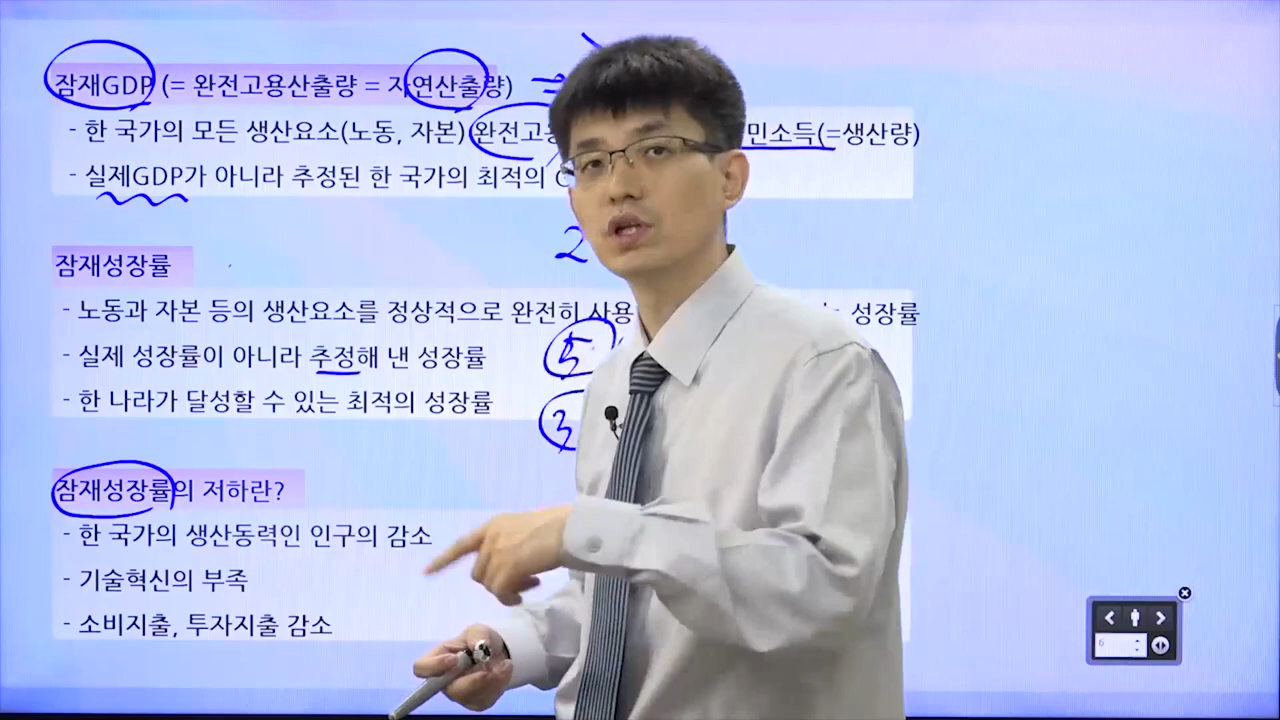 잠재GDP (= 완전고용산출량 = 자연산출량) ⇒
- 한 국가의 모든 생산요소(노동, 자본) 완전고 민소득(=생산량)
- 실제GDP가 아니라 추정된 한 국가의 최적의
2
잠재성장률
- 노동과 자본 등의 생산요소를 정상적으로 완전히 사용 성장률
- 실제 성장률이 아니라 추정해 낸 성장률 5
- 한 나라가 달성할 수 있는 최적의 성장률 3
잠재성장률의 저하란?
- 한 국가의 생산동력인 인구의 감소
- 기술혁신의 부족
- 소비지출, 투자지출 감소
6